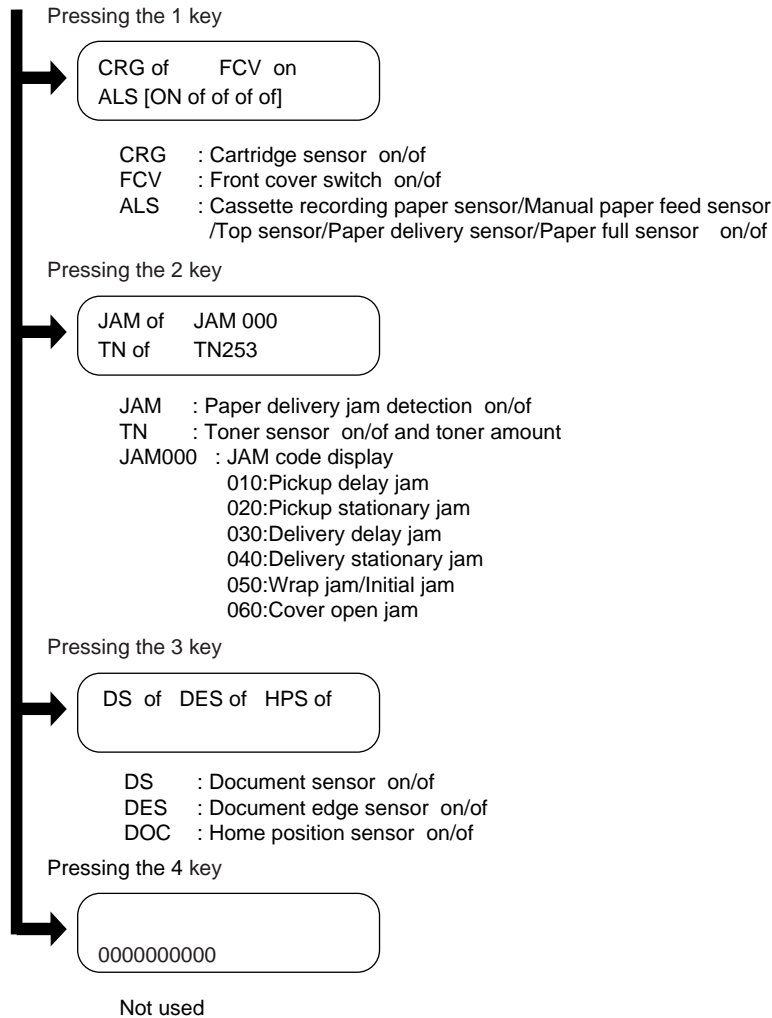 Pressing the 1 key
CRG of FCV on
ALS [ON of of of of]
CRG : Cartridge sensor on/of
FCV : Front cover switch on/of
ALS : Cassette recording paper sensor/Manual paper feed sensor
/Top sensor/Paper delivery sensor/Paper full sensor on/of
Pressing the 2 key
JAM of JAM 000
TN of TN253
JAM : Paper delivery jam detection on/of
TN : Toner sensor on/of and toner amount
JAM000 : JAM code display
010:Pickup delay jam
020:Pickup stationary jam
030:Delivery delay jam
040:Delivery stationary jam
050:Wrap jam/Initial jam
060:Cover open jam
Pressing the 3 key
DS of DES of HPS of
DS : Document sensor on/of
DES : Document edge sensor on/of
DOC : Home position sensor on/of
Pressing the 4 key
0000000000
Not used